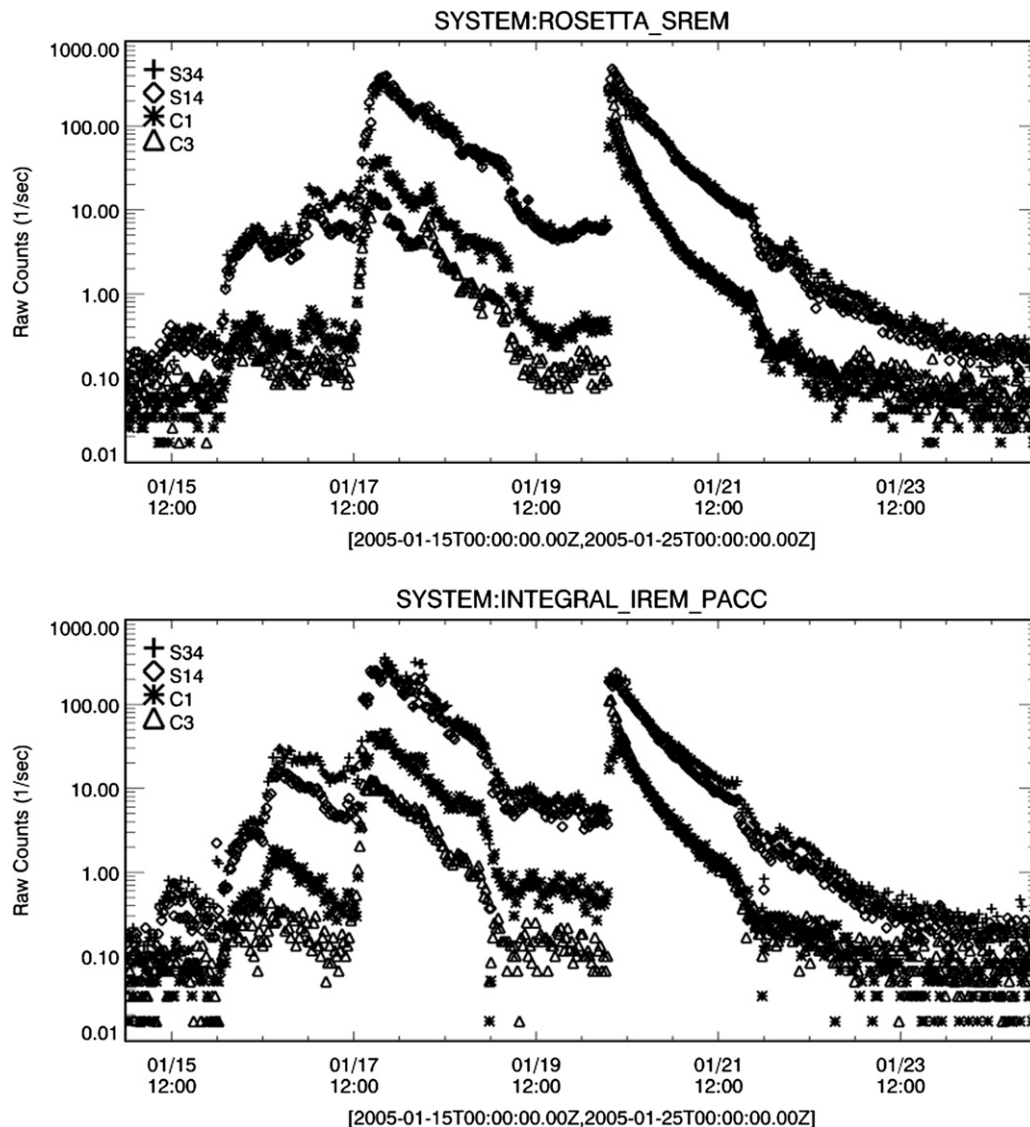 SYSTEM:ROSETTA_SREM
Raw Counts (1/sec)
1000.00
100.00
10.00
1.00
0.10
0.01
S34
S14
C1
C3
01/15 12:00
01/17 12:00
01/19 12:00
01/21 12:00
01/23 12:00
[2005-01-15T00:00:00.00Z,2005-01-25T00:00:00.00Z]
SYSTEM:INTEGRAL_IREM_PACC
Raw Counts (1/sec)
1000.00
100.00
10.00
1.00
0.10
0.01
S34
S14
C1
C3
01/15 12:00
01/17 12:00
01/19 12:00
01/21 12:00
01/23 12:00
[2005-01-15T00:00:00.00Z,2005-01-25T00:00:00.00Z]